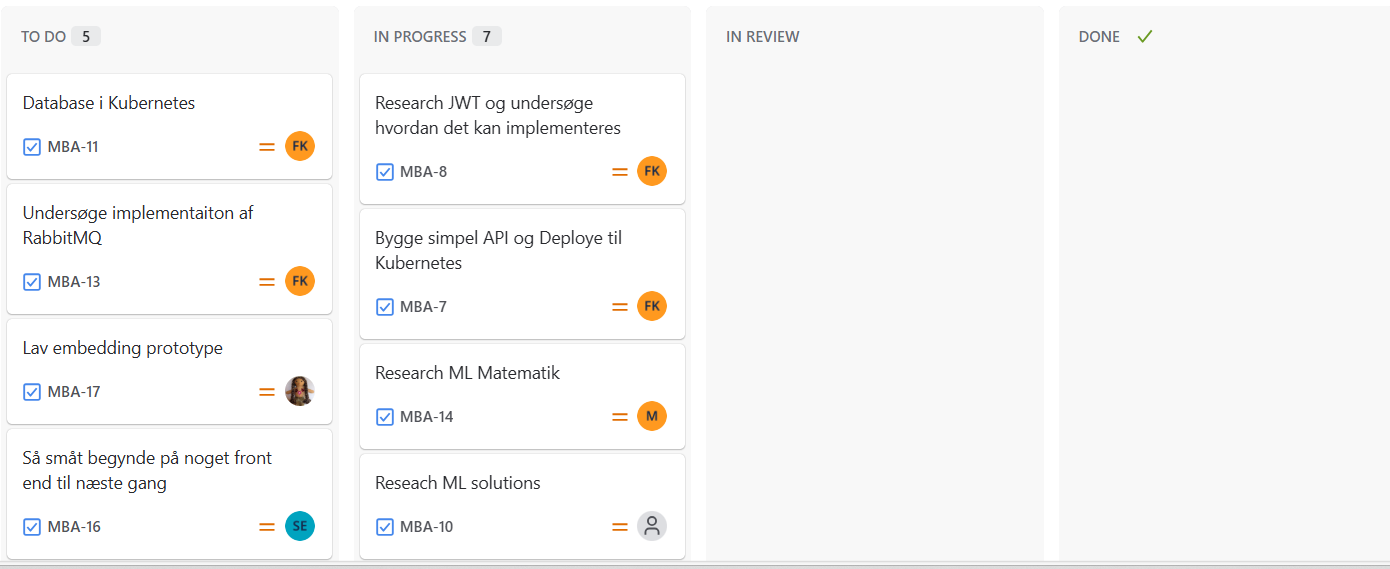 TO DO 5
Database i Kubernetes
MBA-11
FK
Undersøge implementaiton af
RabbitMQ
MBA-13
FK
Lav embedding prototype
MBA-17
Så småt begynde på noget front
end til næste gang
MBA-16
SE
IN PROGRESS 7
Research JWT og undersøge
hvordan det kan implementeres
MBA-8
FK
Bygge simpel API og Deploye til
Kubernetes
MBA-7
FK
Research ML Matematik
MBA-14
M
Reseach ML solutions
MBA-10
IN REVIEW
DONE